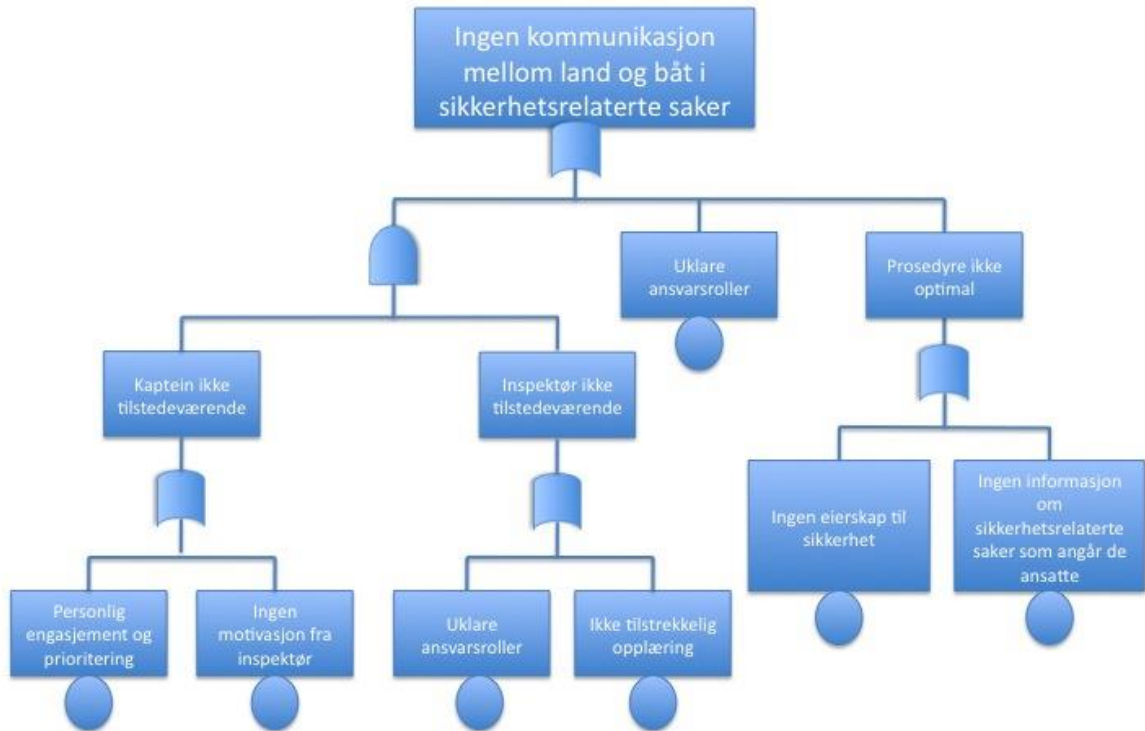 Ingen kommunikasjon
mellom land og båt i
sikkerhetsrelaterte saker
Uklare
ansvarsroller
Prosedyre ikke
optimal
Kaptein ikke
tilstedeværende
Inspektør ikke
tilstedeværende
Ingen eierskap til
sikkerhet
Ingen informasjon
om
sikkerhetsrelaterte
saker som angår de
ansatte
Personlig
engasjement og
prioritering
Ingen
motivasjon fra
inspektør
Uklare
ansvarsroller
Ikke tilstrekkelig
opplæring